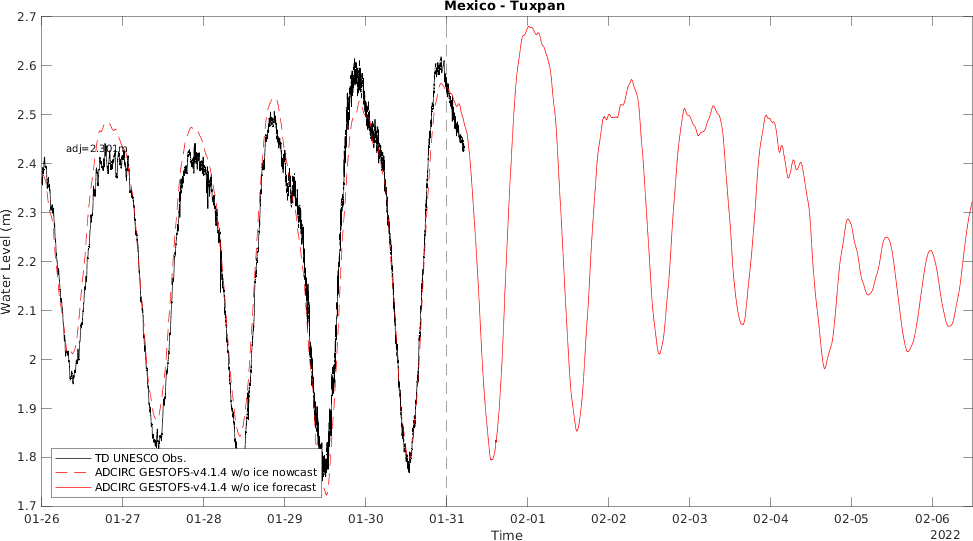 Mexico - Tuxpan
2.7
2.6
2.5
2.4
2.3
2.2
2.1
2
1.9
1.8
1.7
Water Level (m)
adj=2.301m
TD UNESCO Obs.
ADCIRC GESTOFS-v4.1.4 w/o ice nowcast
ADCIRC GESTOFS-v4.1.4 w/o ice forecast
01-26 01-27 01-28 01-29 01-30 01-31 02-01 02-02 02-03 02-04 02-05 02-06
Time
2022